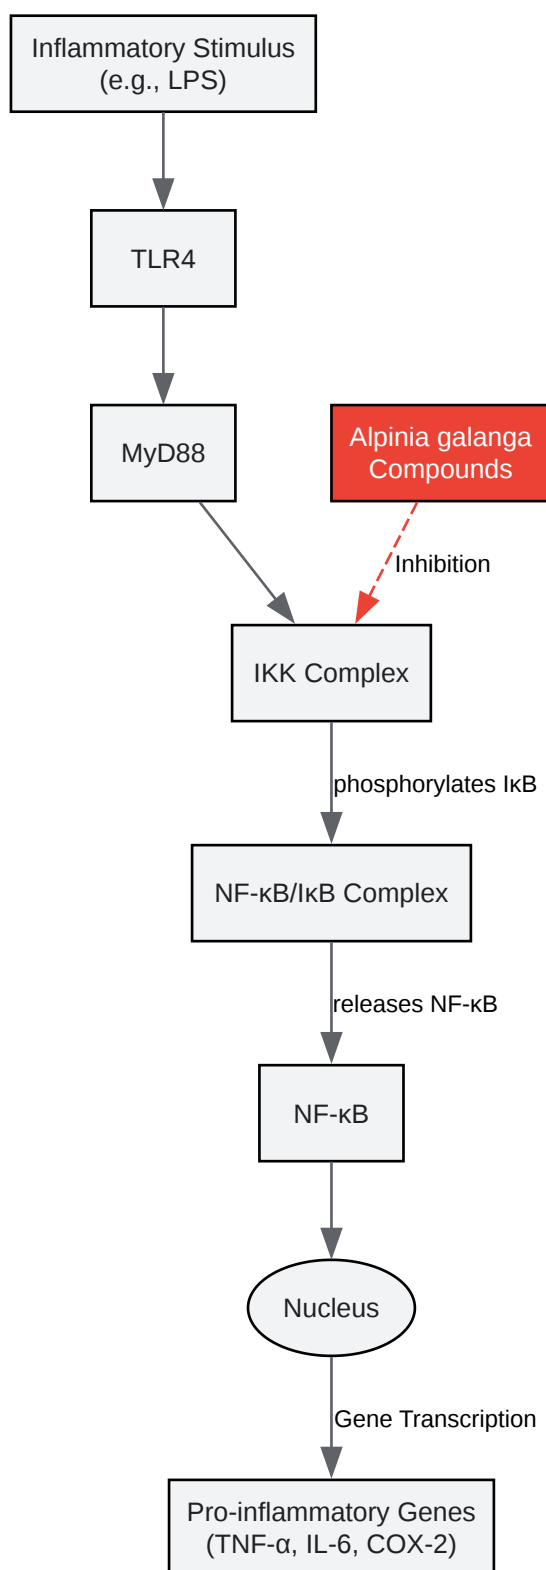 Inflammatory Stimulus
(e.g., LPS)
TLR4
MyD88
Alpinia galanga
Compounds
Inhibition
IKK Complex
phosphorylates IκB
NF-κB/IκB Complex
releases NF-κB
NF-κB
Nucleus
Gene Transcription
Pro-inflammatory Genes
(TNF-α, IL-6, COX-2)